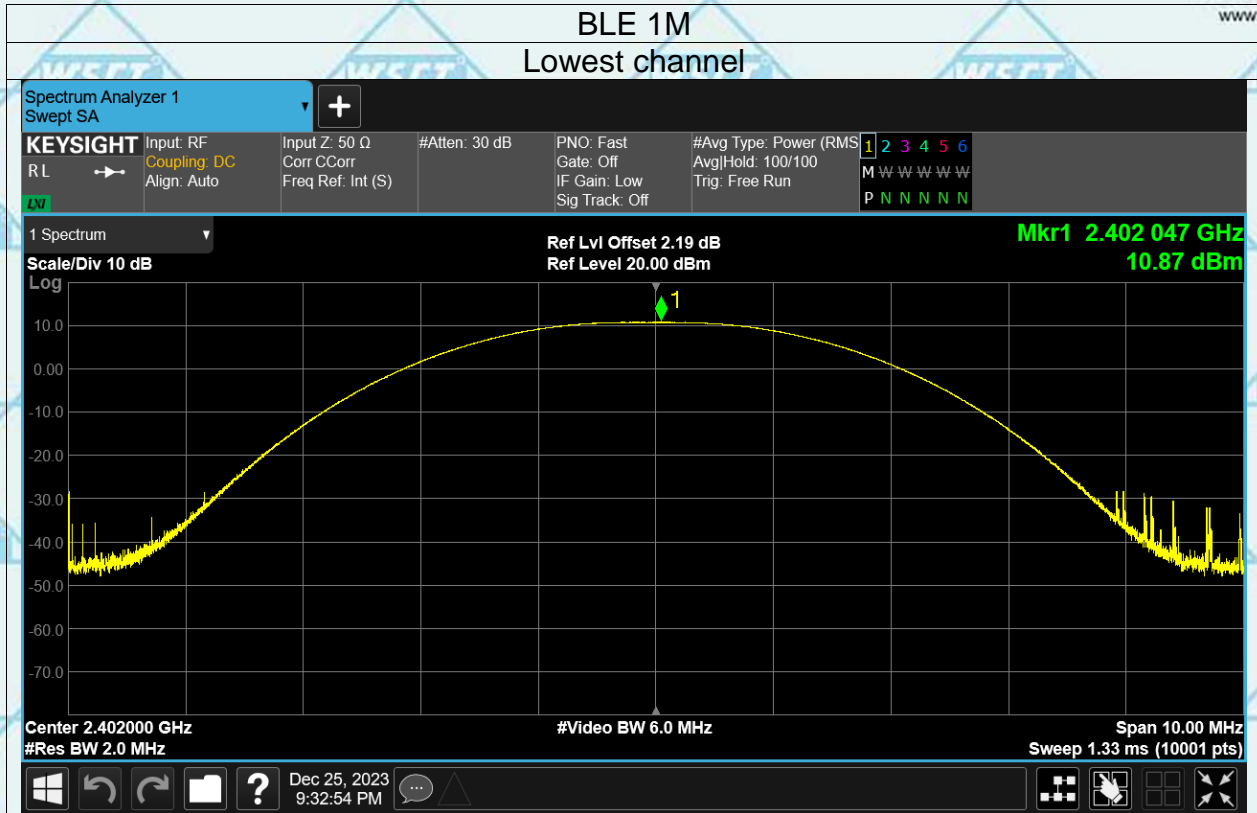 BLE 1M
www
Lowest channel
Spectrum Analyzer 1
Swept SA
KEYSIGHT
RL
LXI
Input: RF
Coupling: DC
Align: Auto
Input Z: 50 Ω
Corr CCorr
Freq Ref: Int (S)
#Atten: 30 dB
PNO: Fast
Gate: Off
IF Gain: Low
Sig Track: Off
#Avg Type: Power (RMS
Avg|Hold: 100/100
Trig: Free Run
1 2 3 4 5 6
M W W W W W
P N N N N N
1 Spectrum
Scale/Div 10 dB
Log
Ref Lvl Offset 2.19 dB
Ref Level 20.00 dBm
Mkr1 2.402 047 GHz
10.87 dBm
1
10.0
0.00
-10.0
-20.0
-30.0
-40.0
-50.0
-60.0
-70.0
Center 2.402000 GHz
#Res BW 2.0 MHz
#Video BW 6.0 MHz
Span 10.00 MHz
Sweep 1.33 ms (10001 pts)
?
Dec 25, 2023
9:32:54 PM